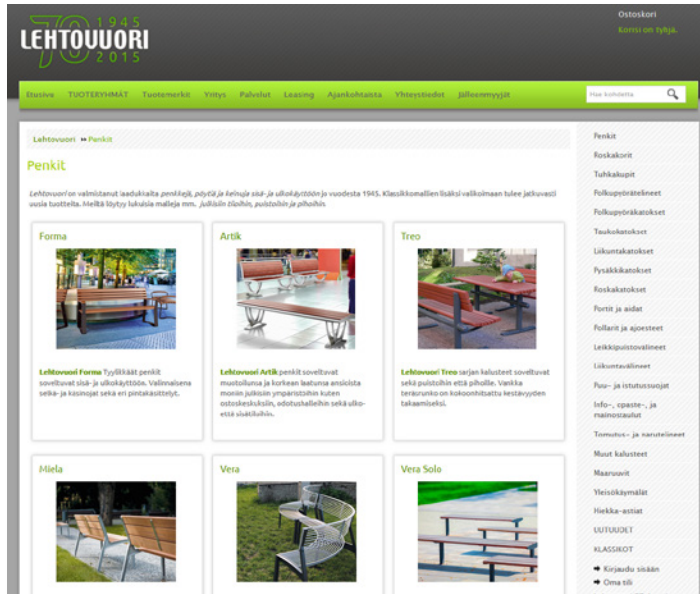 Ostoskori
Korisi on tyhjä.
70 1945
LEHTOVUORI
2015
Etusivu TUOTERYHMÄT Tuotemerkit Yritys Palvelut Leasing Ajankohtaista Yhteystiedot Jälleenmyyjät
Hae kohdetta
Lehtovuori » Penkit
Penkit
Lehtovuori on valmistanut laadukkaita penkkejä, pöytiä ja keinuja sisä- ja ulkokäyttöön jo vuodesta 1945. Klassikkomallien lisäksi valikoimaan tulee jatkuvasti
uusia tuotteita. Meiltä löytyy lukuisia malleja mm. julkisiin tiloihin, puistoihin ja pihoihin.
Forma
Lehtovuori Forma Tyylikkäät penkit
soveltuvat sisä- ja ulkokäyttöön. Valinnaisena
selkä- ja käsinojat sekä eri pintakäsittelyt.
Artik
Lehtovuori Artik penkit soveltuvat
muotoilunsa ja korkean laatunsa ansiosta
moniin julkisiin ympäristöihin kuten
ostoskeskuksiin, odotushalleihin sekä ulko-
että sisätiloihin.
Treo
Lehtovuori Treo sarjan kalusteet soveltuvat
sekä puistoihin että pihoille. Vankka
teräsrunko on kokoonhitsattu kestävyyden
takaamiseksi.
Miela
Vera
Vera Solo
Penkit
Roskakorit
Tuhkakupit
Polkupyörätelineet
Polkupyöräkatokset
Taukokatokset
Liikuntakatokset
Pysäkkikatokset
Roskakatokset
Portit ja aidat
Pollarit ja ajoesteet
Leikkipuistovälineet
Liikuntavälineet
Puu- ja istutussuojat
Info-, opaste-, ja
mainostaulut
Tomutus- ja narutelineet
Muut kalusteet
Maaruuvit
Yleisökäymälät
Hiekka-astiat
UUTUUDET
KLASSIKOT
➔ Kirjaudu sisään
➔ Oma tili